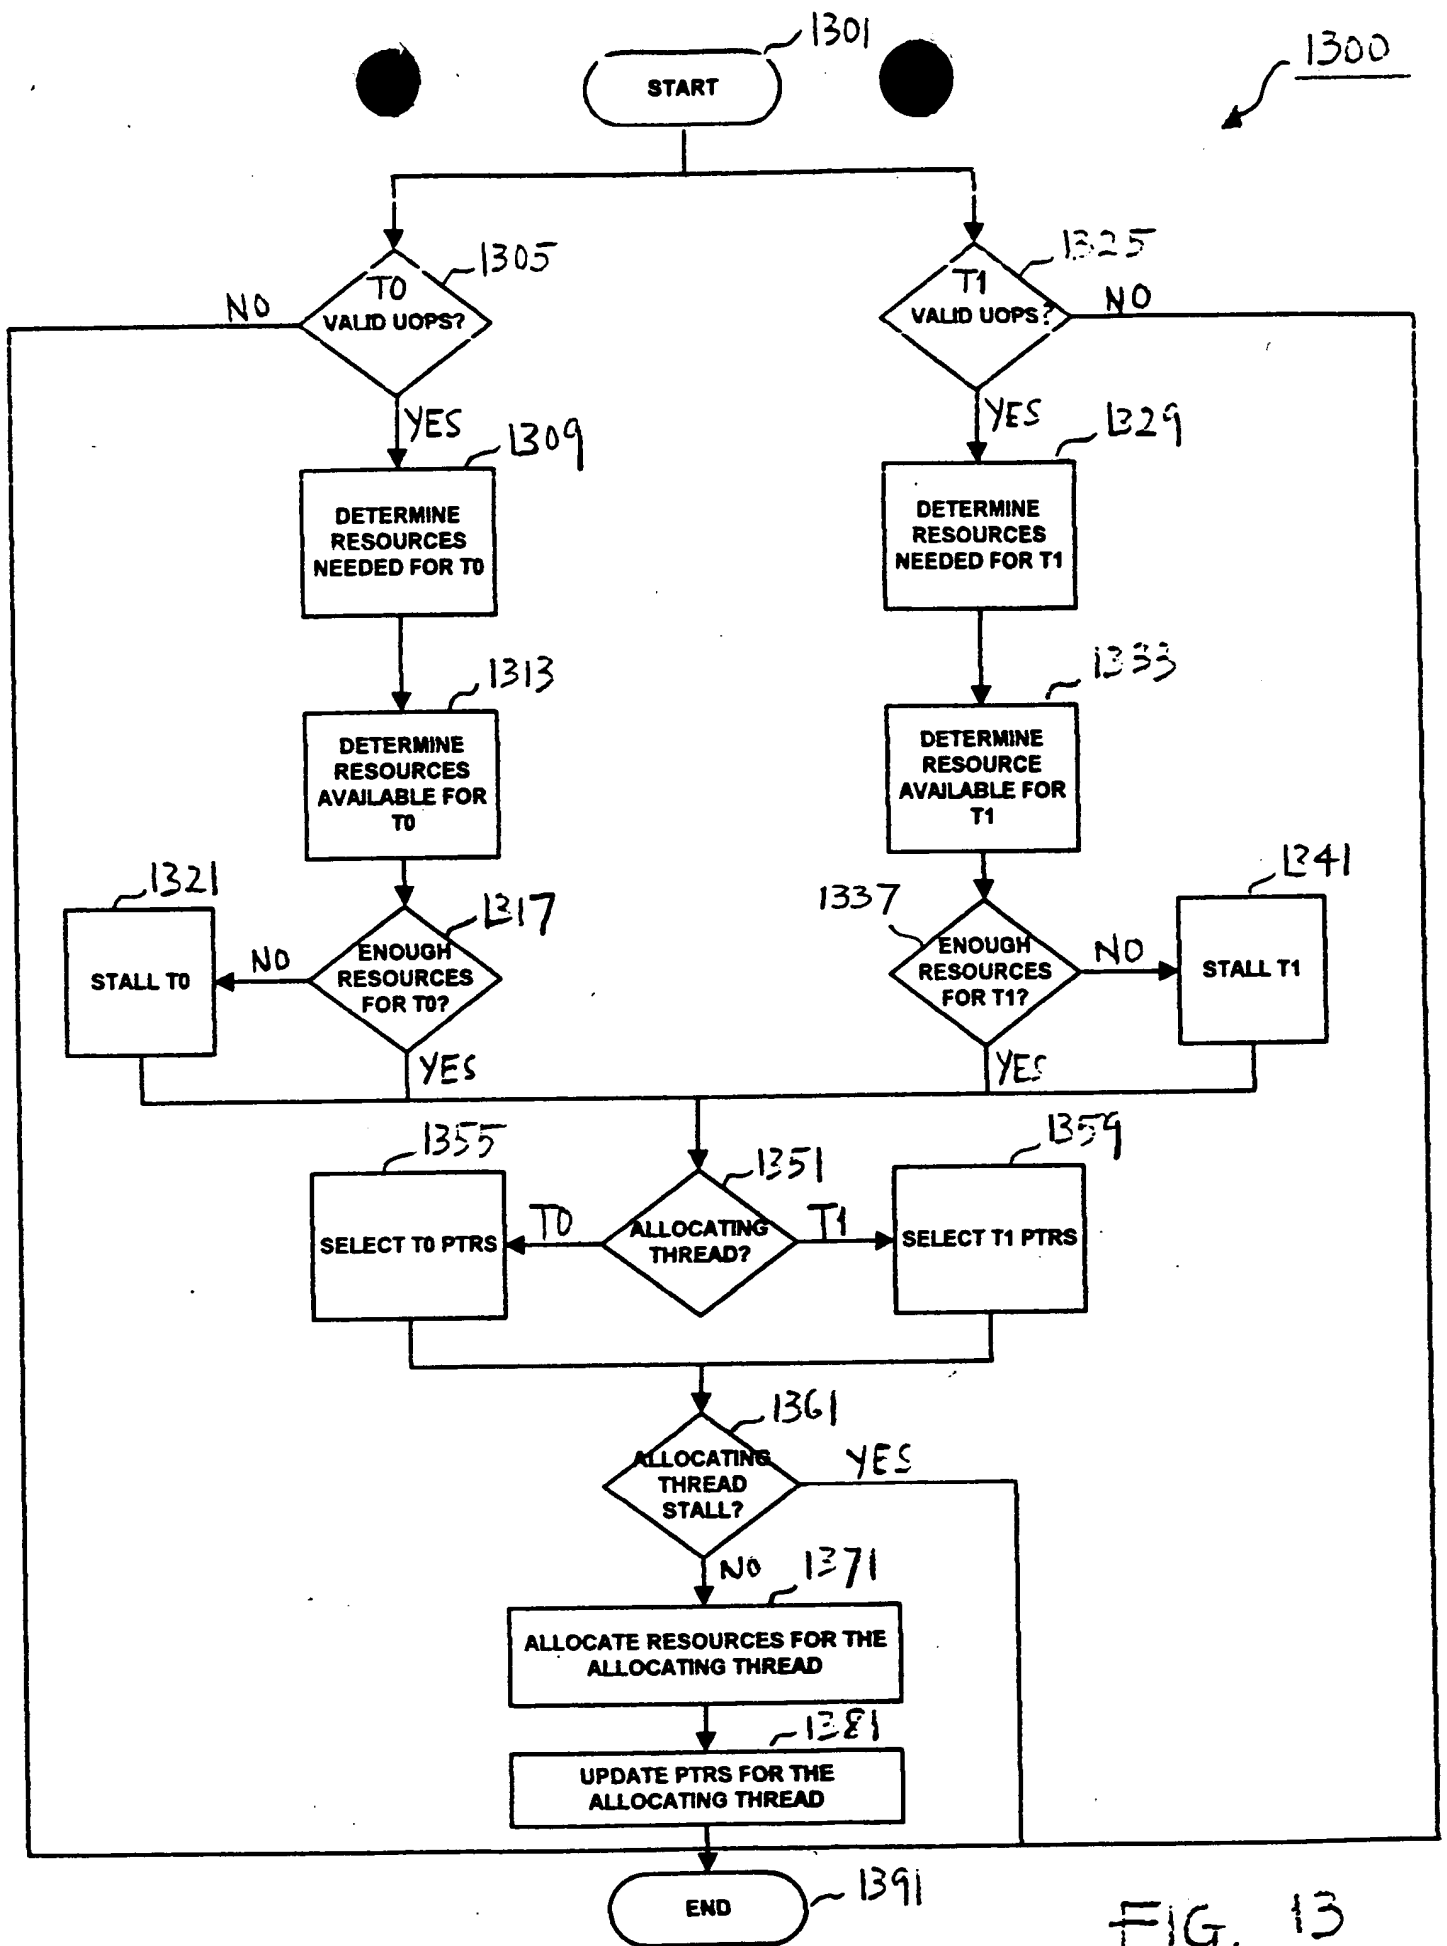 1301
1300
START
1305
1325
T0
VALID UOPS?
NO
T1
VALID UOPS?
NO
YES
YES
1309
1329
DETERMINE
RESOURCES
NEEDED FOR T0
DETERMINE
RESOURCES
NEEDED FOR T1
1313
1333
DETERMINE
RESOURCES
AVAILABLE FOR
T0
DETERMINE
RESOURCE
AVAILABLE FOR
T1
1321
1317
1337
1341
STALL T0
NO
ENOUGH
RESOURCES
FOR T0?
ENOUGH
RESOURCES
FOR T1?
NO
STALL T1
YES
YES
1355
1351
1359
SELECT T0 PTRS
T0
ALLOCATING
THREAD?
T1
SELECT T1 PTRS
1361
ALLOCATING
THREAD
STALL?
YES
NO
1371
ALLOCATE RESOURCES FOR THE
ALLOCATING THREAD
1381
UPDATE PTRS FOR THE
ALLOCATING THREAD
END
1391
FIG. 13